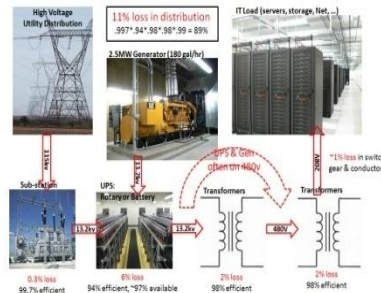 High Voltage
Utility Distribution
11% loss in distribution
.997*.94*.98*.98*.99 = 89%
2.5MW Generator (180 gal/hr)
IT Load (servers, storage, Net, ...)
115kv
13.2kv
UPS & Gen
often on 480v
208V
~1% loss in switch
gear & conductors
Sub-station
UPS:
Rotary or Battery
Transformers
Transformers
13.2kv
13.2kv
480V
0.3% loss
99.7% efficient
6% loss
94% efficient, ~97% available
2% loss
98% efficient
2% loss
98% efficient